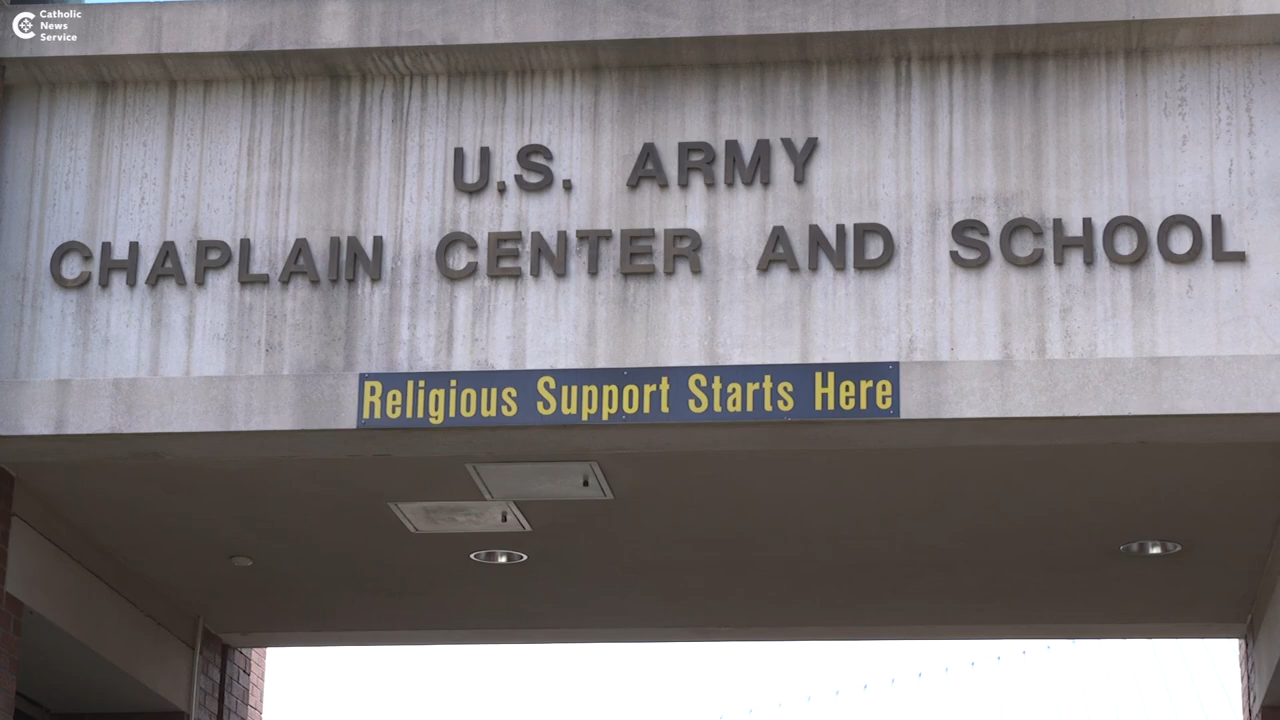 Catholic
News
Service
U.S. ARMY
CHAPLAIN CENTER AND SCHOOL
Religious Support Starts Here